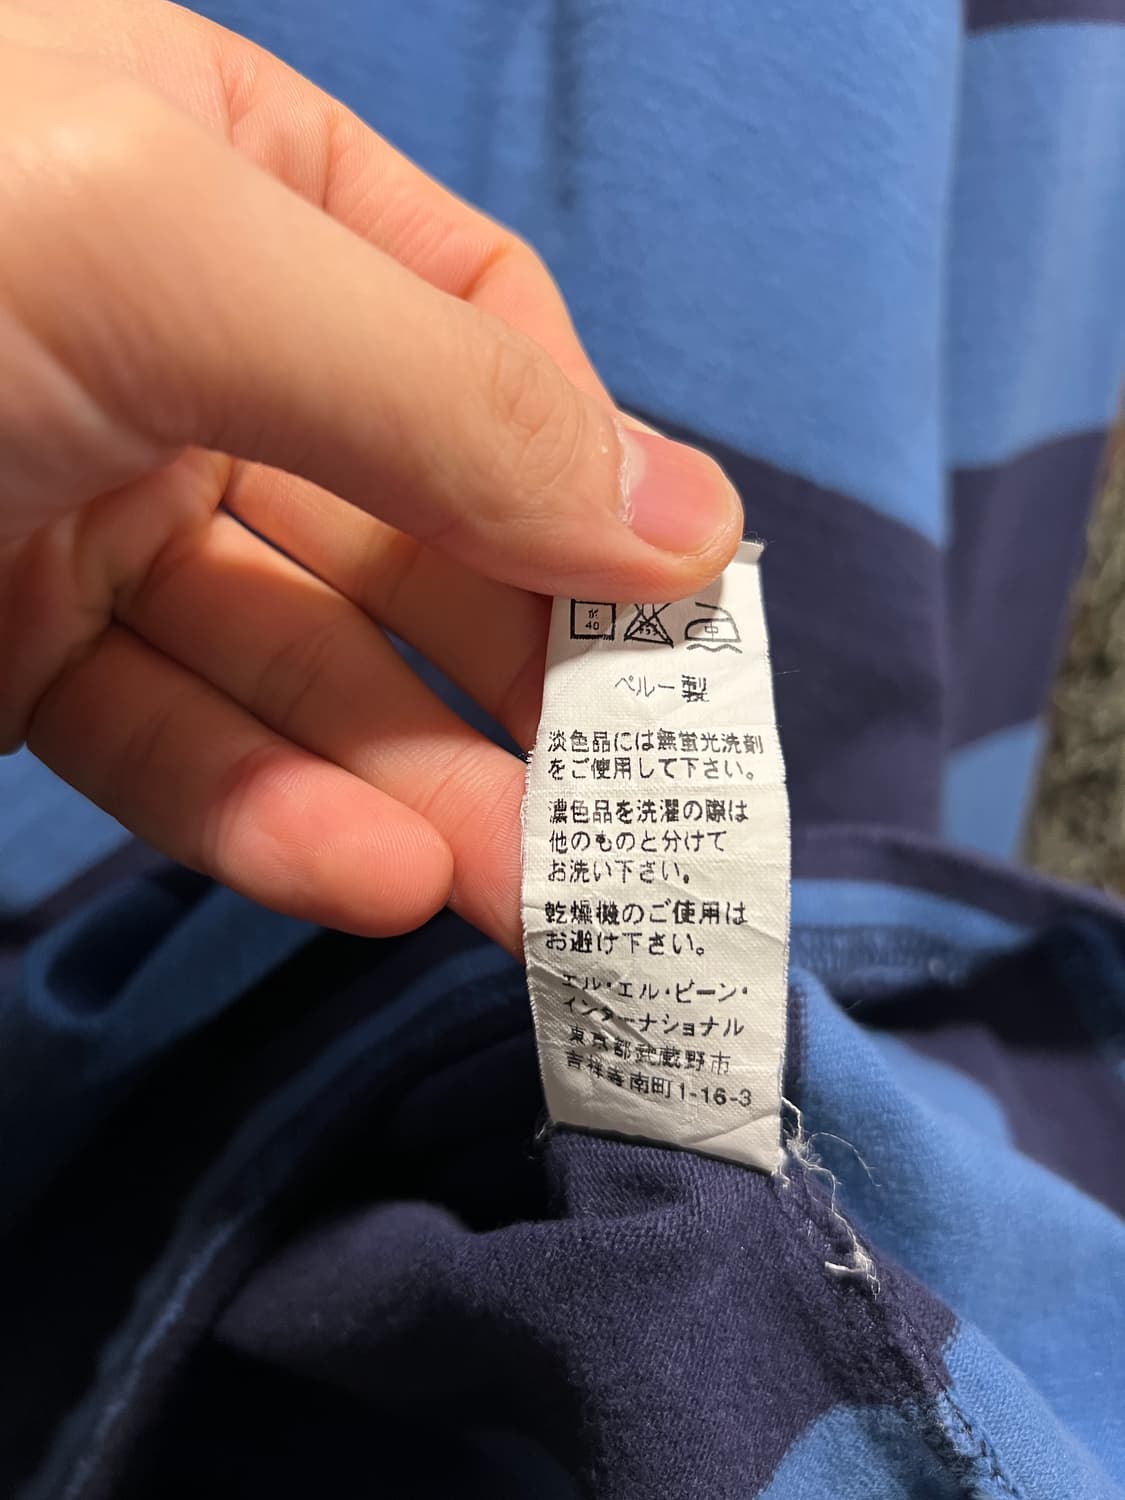 40
中
ペルー製
淡色品には無蛍光洗剤
をご使用して下さい。
濃色品を洗濯の際は
他のものと分けて
お洗い下さい。
乾燥機のご使用は
お避け下さい。
エル・エル・ビーン・
インターナショナル
東京都武蔵野市
吉祥寺南町1-16-3